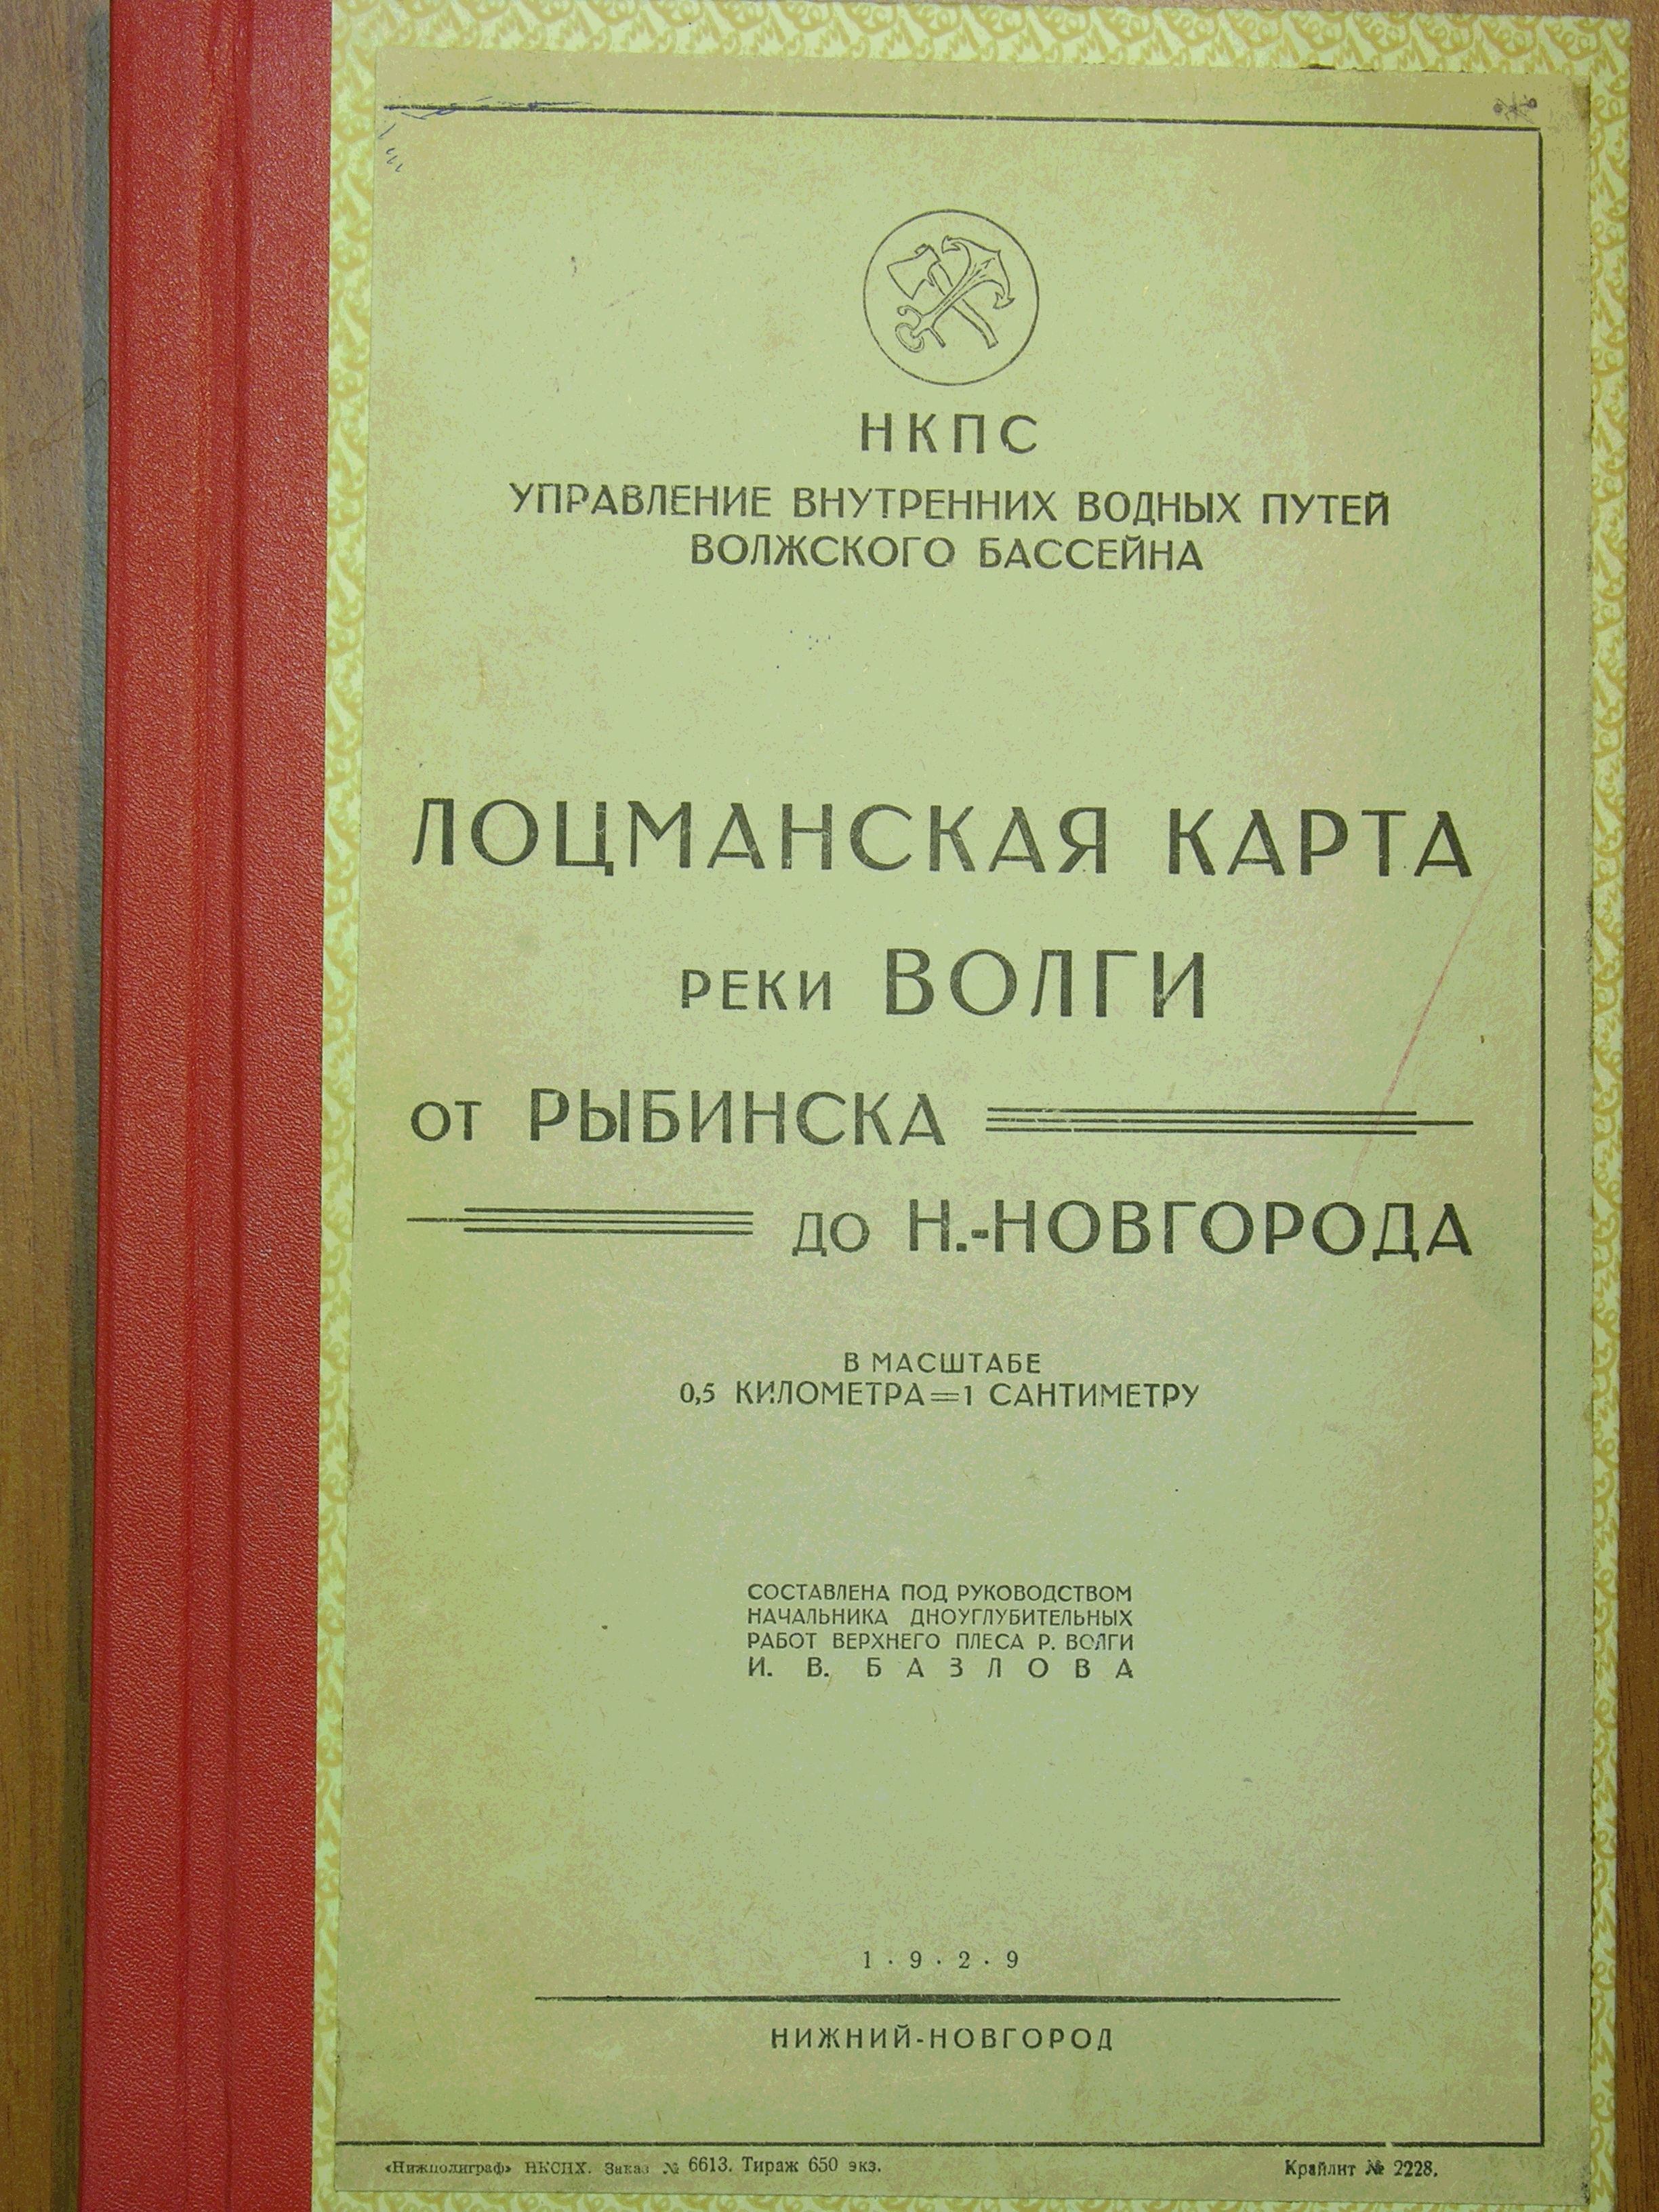 НКПС
УПРАВЛЕНИЕ ВНУТРЕННИХ ВОДНЫХ ПУТЕЙ
ВОЛЖСКОГО БАССЕЙНА
ЛОЦМАНСКАЯ КАРТА
РЕКИ ВОЛГИ
ОТ РЫБИНСКА
ДО Н.-НОВГОРОДА
В МАСШТАБЕ
0,5 КИЛОМЕТРА=1 САНТИМЕТРУ
СОСТАВЛЕНА ПОД РУКОВОДСТВОМ
НАЧАЛЬНИКА ДНОУГЛУБИТЕЛЬНЫХ
РАБОТ ВЕРХНЕГО ПЛЕСА Р. ВОЛГИ
И. В. БАЗЛОВА
1·9·2·9
НИЖНИЙ-НОВГОРОД
«Нижполиграф» НКСНХ. Заказ № 6613. Тираж 650 экз. Крайлит № 2228.